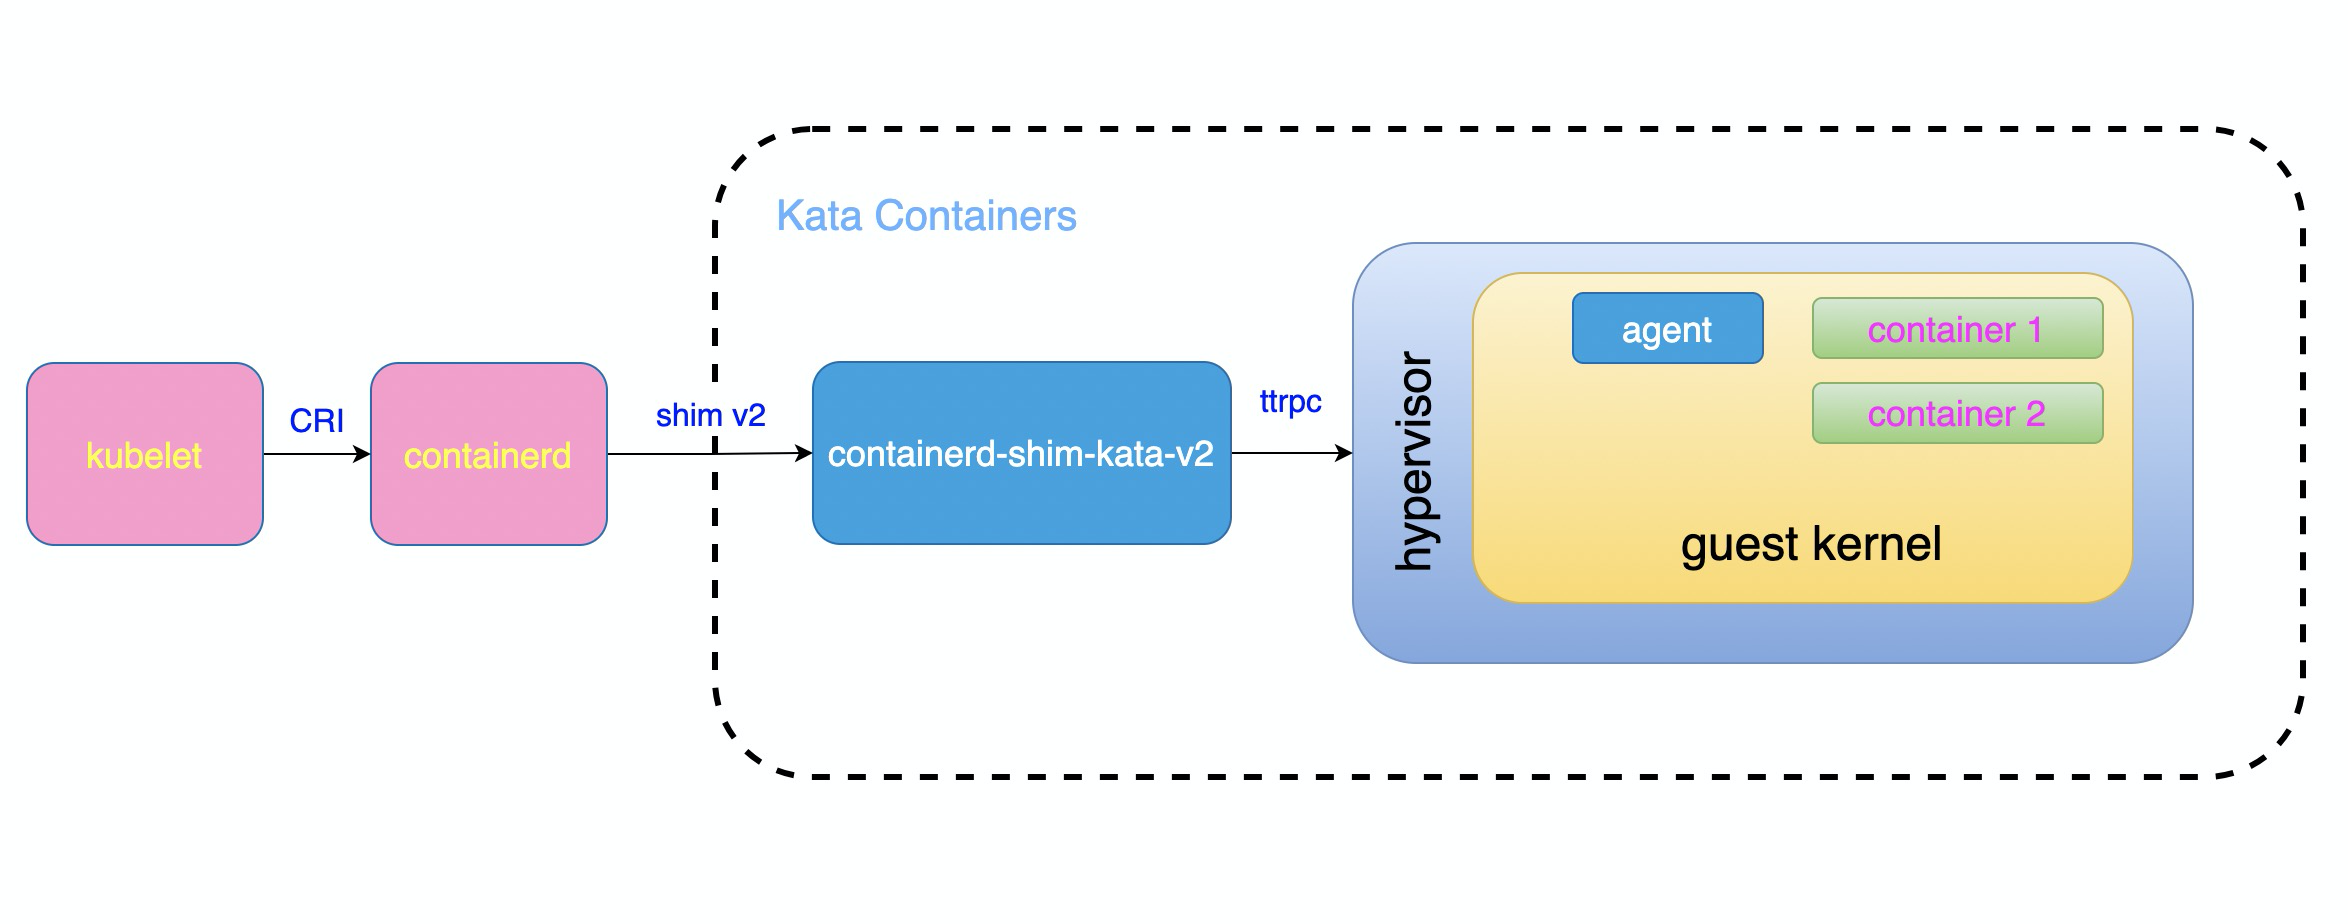 Kata Containers
kubelet
CRI
containerd
shim v2
containerd-shim-kata-v2
ttrpc
hypervisor
agent
container 1
container 2
guest kernel